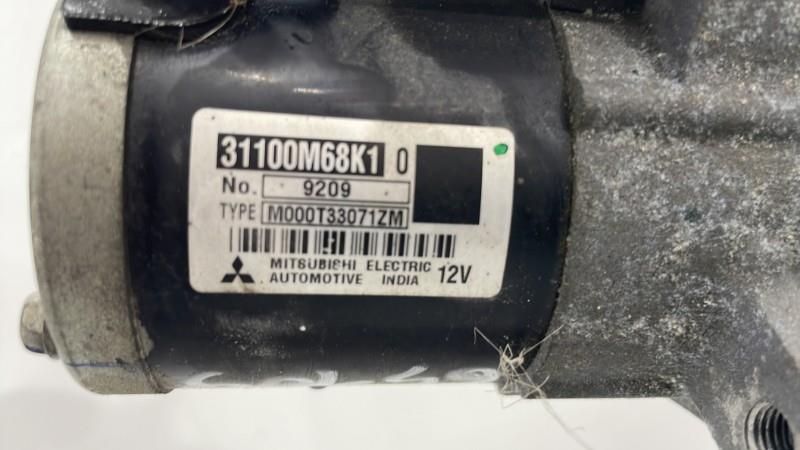 31100M68K1 0
No. 9209
TYPE M000T33071ZM
MITSUBISHI ELECTRIC
AUTOMOTIVE INDIA 12V